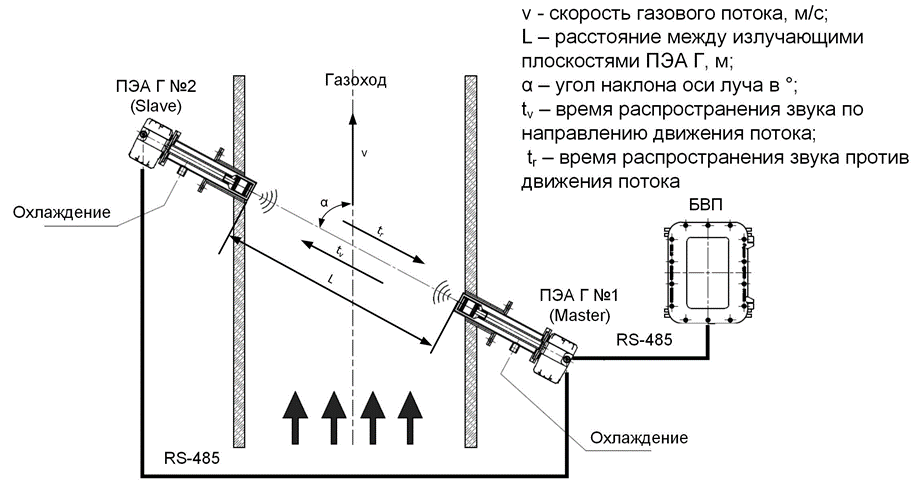 v - скорость газового потока, м/с;
L – расстояние между излучающими
плоскостями ПЭА Г, м;
α – угол наклона оси луча в °;
tv – время распространения звука по
направлению движения потока;
tr – время распространения звука против
движения потока
ПЭА Г №2
(Slave)
Газоход
v
Охлаждение
α
tr
tv
L
БВП
ПЭА Г №1
(Master)
RS-485
Охлаждение
RS-485